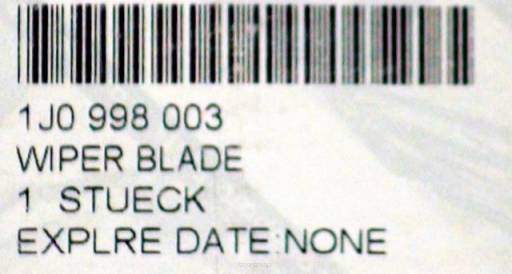 1J0 998 003
WIPER BLADE
1 STUECK
EXPLRE DATE:NONE